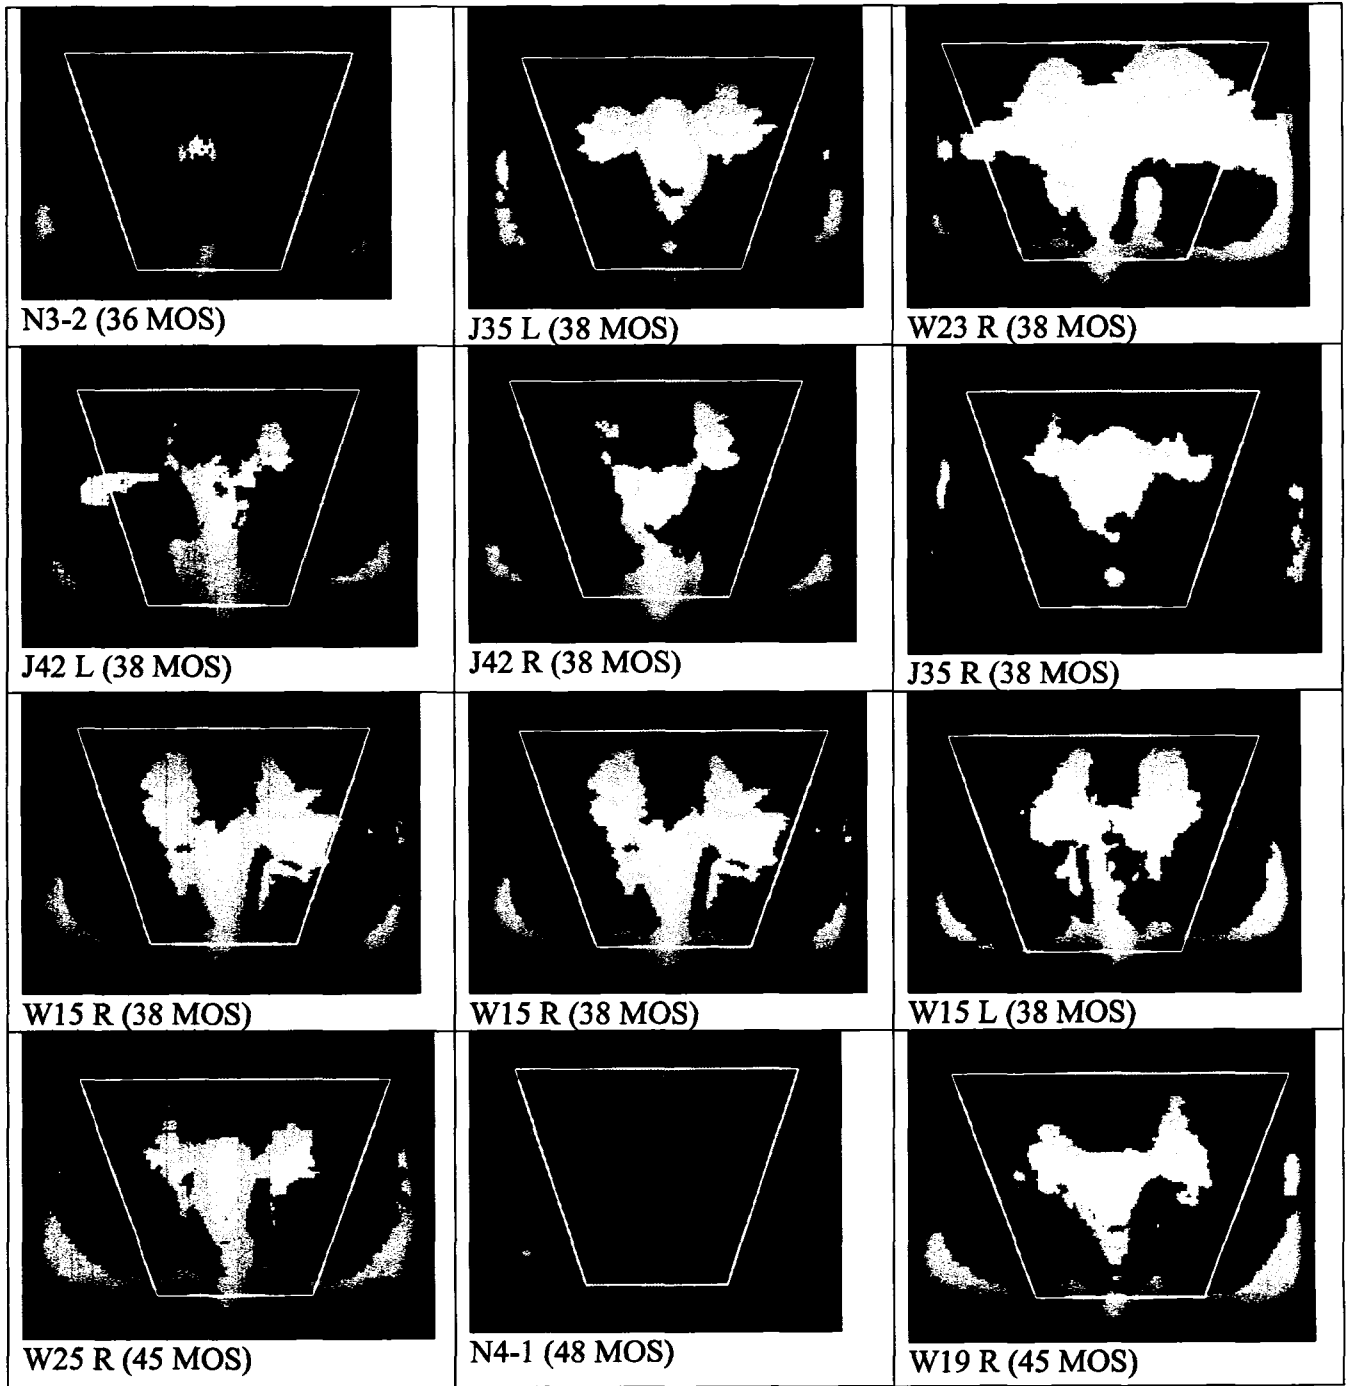 N3-2 (36 MOS)
J35 L (38 MOS)
W23 R (38 MOS)
J42 L (38 MOS)
J42 R (38 MOS)
J35 R (38 MOS)
W15 R (38 MOS)
W15 R (38 MOS)
W15 L (38 MOS)
W25 R (45 MOS)
N4-1 (48 MOS)
W19 R (45 MOS)